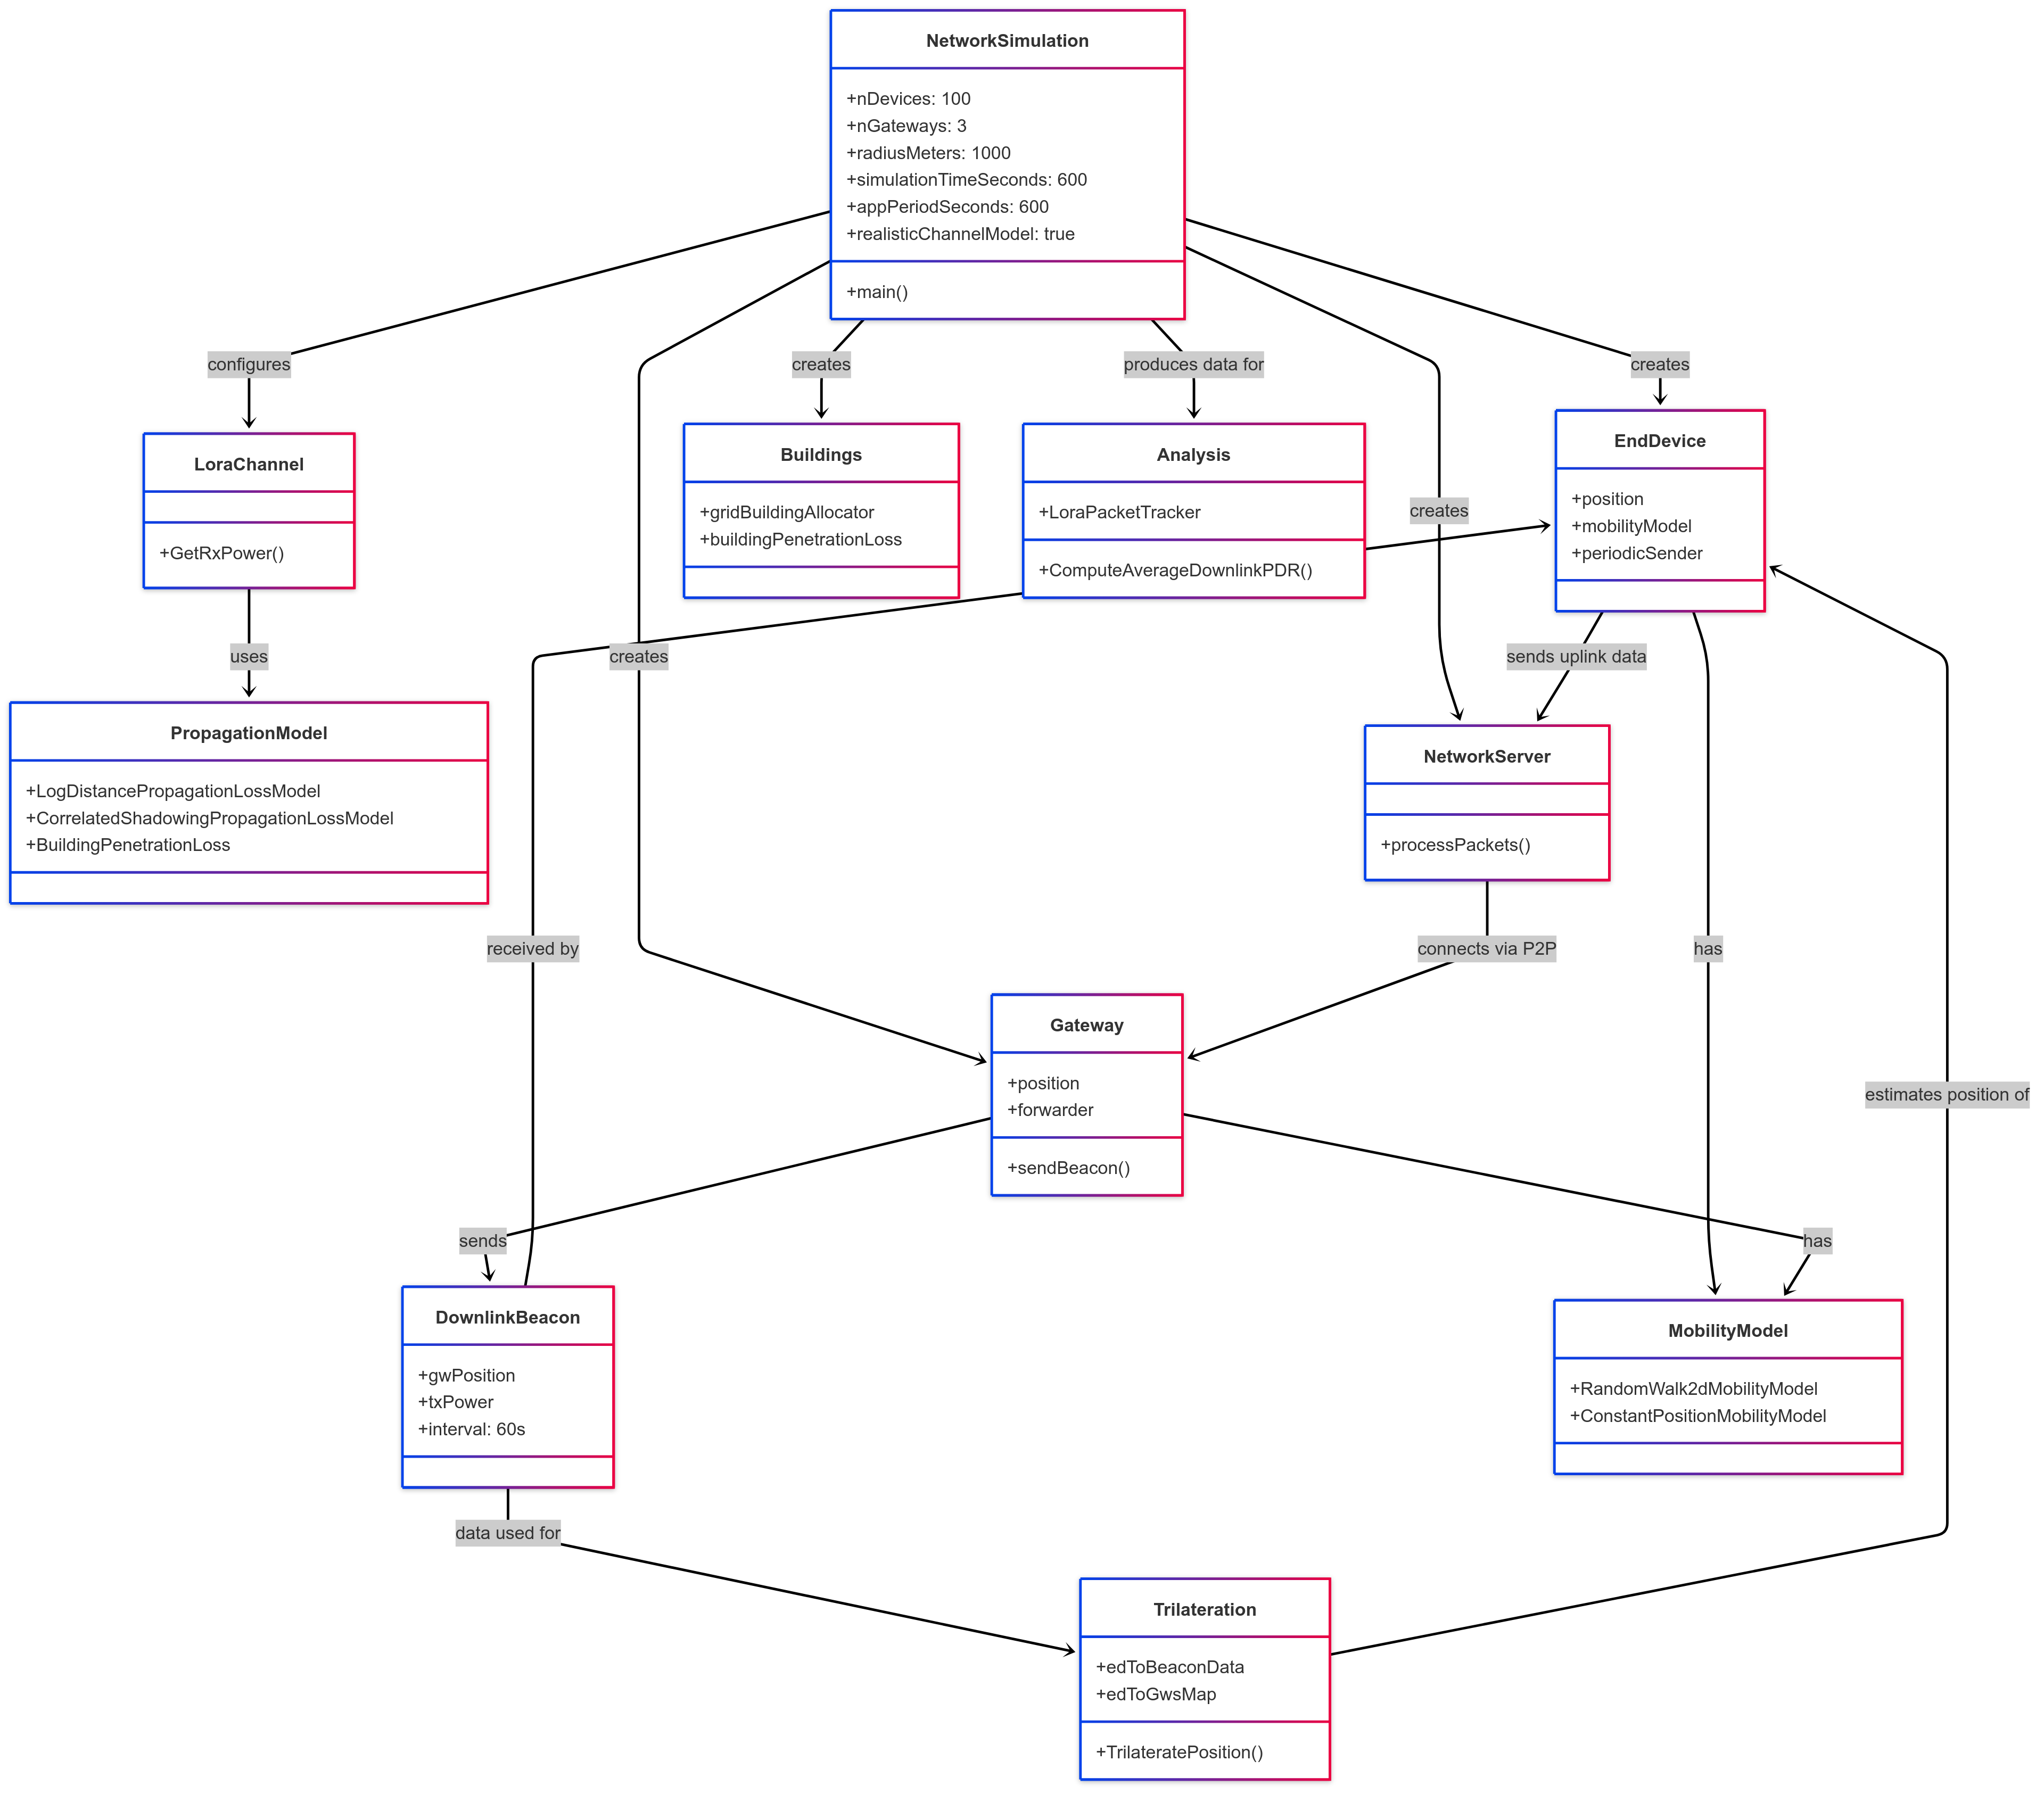 NetworkSimulation
+nDevices: 100
+nGateways: 3
+radiusMeters: 1000
+simulationTimeSeconds: 600
+appPeriodSeconds: 600
+realisticChannelModel: true
+main()
configures
creates
produces data for
creates
LoraChannel
+GetRxPower()
Buildings
+gridBuildingAllocator
+buildingPenetrationLoss
Analysis
+LoraPacketTracker
+ComputeAverageDownlinkPDR()
creates
EndDevice
+position
+mobilityModel
+periodicSender
uses
creates
sends uplink data
PropagationModel
+LogDistancePropagationLossModel
+CorrelatedShadowingPropagationLossModel
+BuildingPenetrationLoss
NetworkServer
+processPackets()
received by
connects via P2P
has
Gateway
+position
+forwarder
+sendBeacon()
estimates position of
sends
has
DownlinkBeacon
+gwPosition
+txPower
+interval: 60s
MobilityModel
+RandomWalk2dMobilityModel
+ConstantPositionMobilityModel
data used for
Trilateration
+edToBeaconData
+edToGwsMap
+TrilateratePosition()